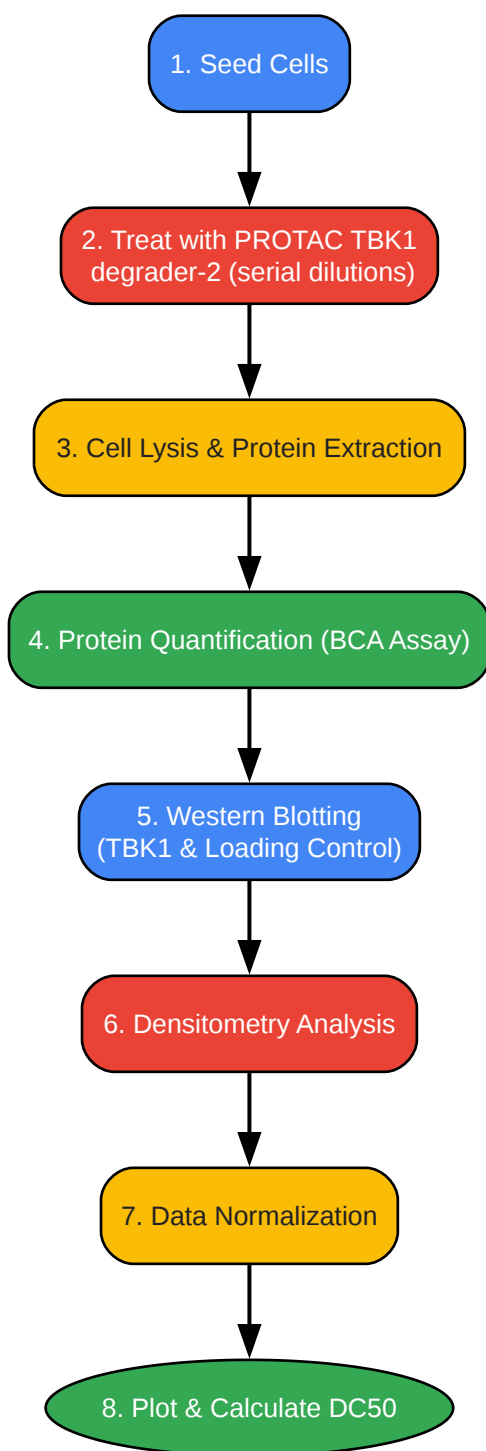 1. Seed Cells
2. Treat with PROTAC TBK1
degrader-2 (serial dilutions)
3. Cell Lysis & Protein Extraction
4. Protein Quantification (BCA Assay)
5. Western Blotting
(TBK1 & Loading Control)
6. Densitometry Analysis
7. Data Normalization
8. Plot & Calculate DC50